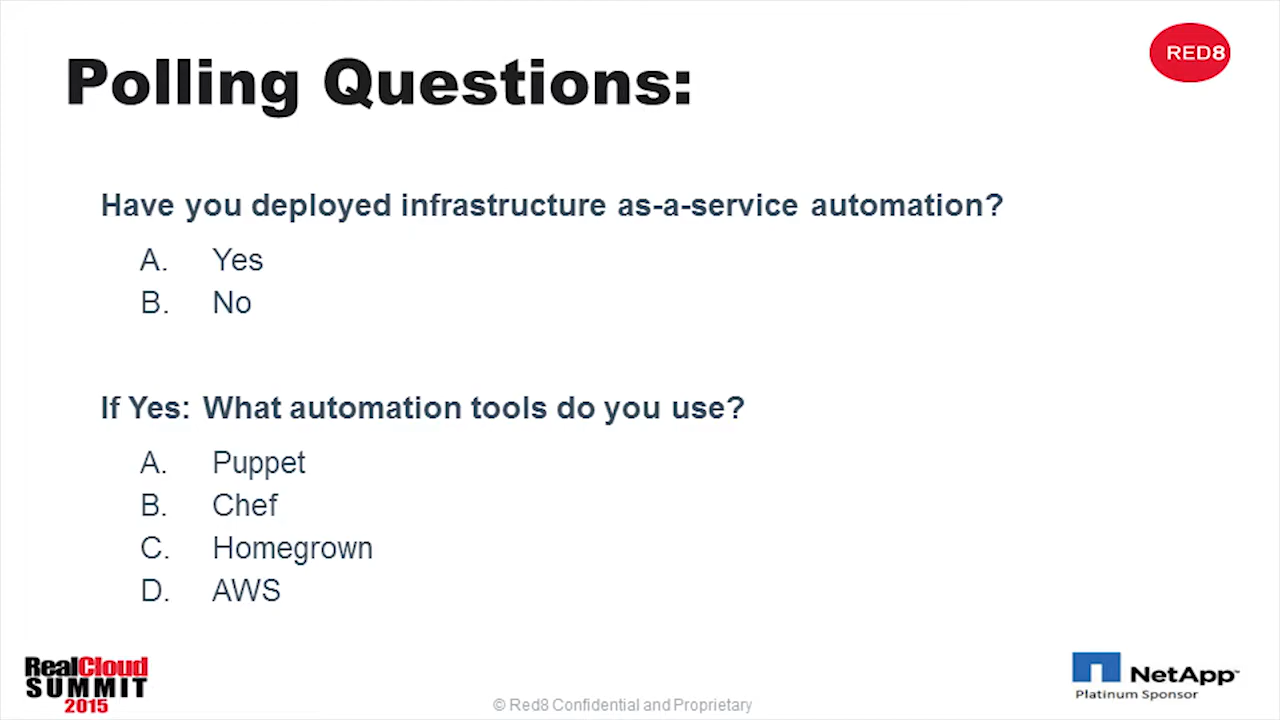 RED8
Polling Questions:
Have you deployed infrastructure as-a-service automation?
A. Yes
B. No
If Yes: What automation tools do you use?
A. Puppet
B. Chef
C. Homegrown
D. AWS
RealCloud
SUMMIT
2015
© Red8 Confidential and Proprietary
NetApp™
Platinum Sponsor